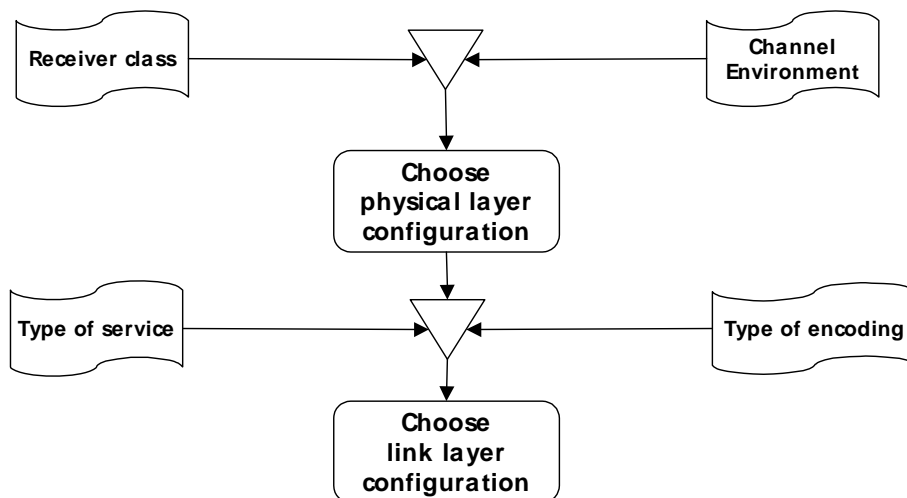 Receiver class
Channel
Environment
Choose
physical layer
configuration
Type of service
Type of encoding
Choose
link layer
configuration